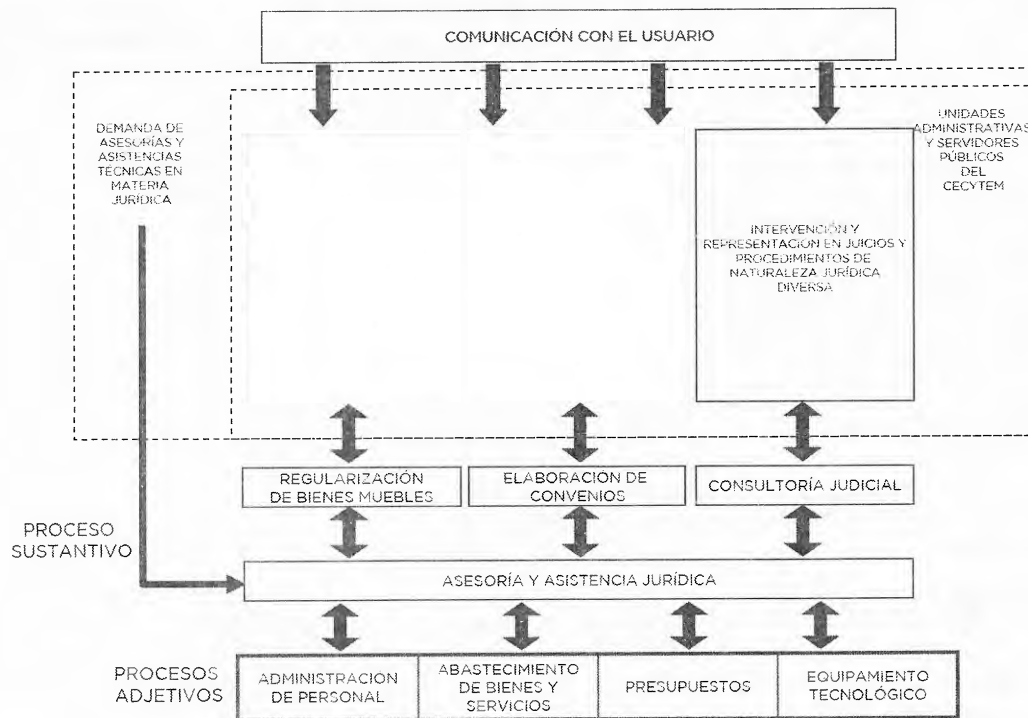 COMUNICACIÓN CON EL USUARIO
DEMANDA DE
ASESORÍAS Y
ASISTENCIAS
TÉCNICAS EN
MATERIA
JURÍDICA
UNIDADES
ADMINISTRATIVAS
Y SERVIDORES
PÚBLICOS
DEL
CECYTEM
INTERVENCIÓN Y
REPRESENTACION EN JUICIOS Y
PROCEDIMIENTOS DE
NATURALEZA JURÍDICA
DIVERSA
REGULARIZACIÓN
DE BIENES MUEBLES
ELABORACIÓN DE
CONVENIOS
CONSULTORÍA JUDICIAL
PROCESO
SUSTANTIVO
ASESORÍA Y ASISTENCIA JURÍDICA
PROCESOS
ADJETIVOS
ADMINISTRACIÓN
DE PERSONAL
ABASTECIMIENTO
DE BIENES Y
SERVICIOS
PRESUPUESTOS
EQUIPAMIENTO
TECNOLÓGICO